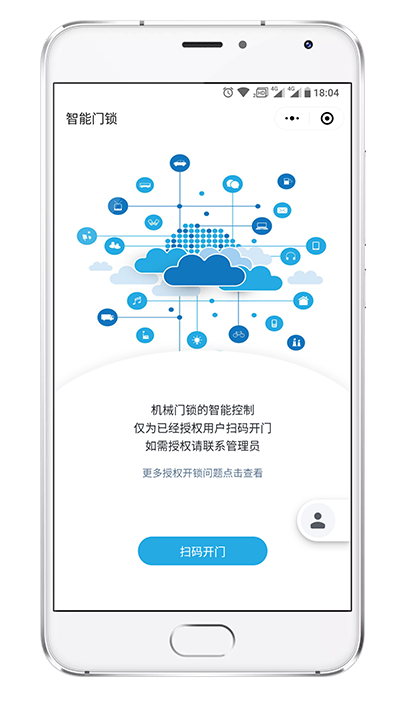 18:04
智能门锁
机械门锁的智能控制
仅为已经授权用户扫码开门
如需授权请联系管理员
更多授权开锁问题点击查看
扫码开门